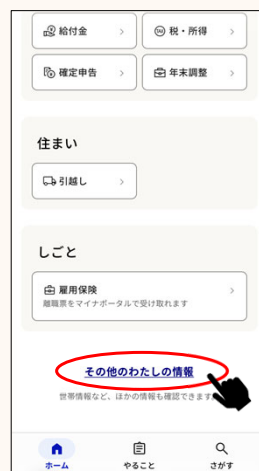 給付金
税・所得
確定申告
年末調整
住まい
引越し
しごと
雇用保険
離職票をマイナポータルで受け取れます
その他のわたしの情報
世帯情報など、ほかの情報も確認できます
ホーム
やること
さがす